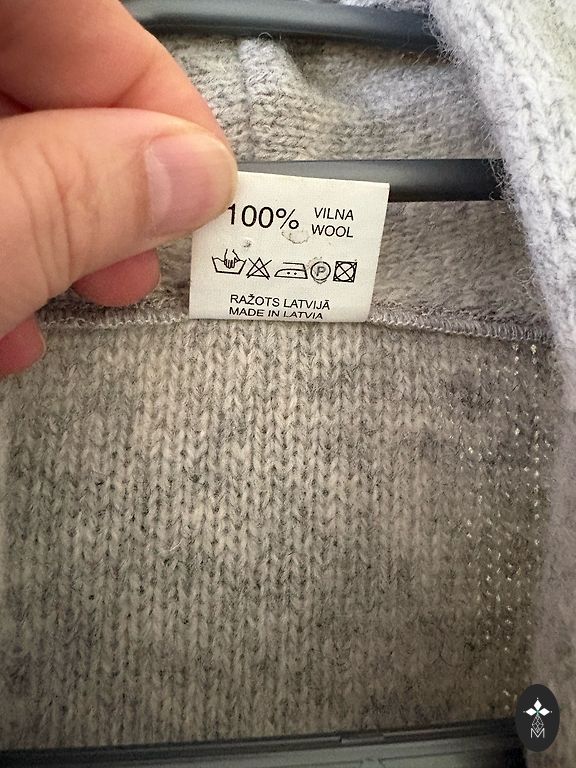 100% VILNA
WOOL
P
RAŽOTS LATVIJĀ
MADE IN LATVIA